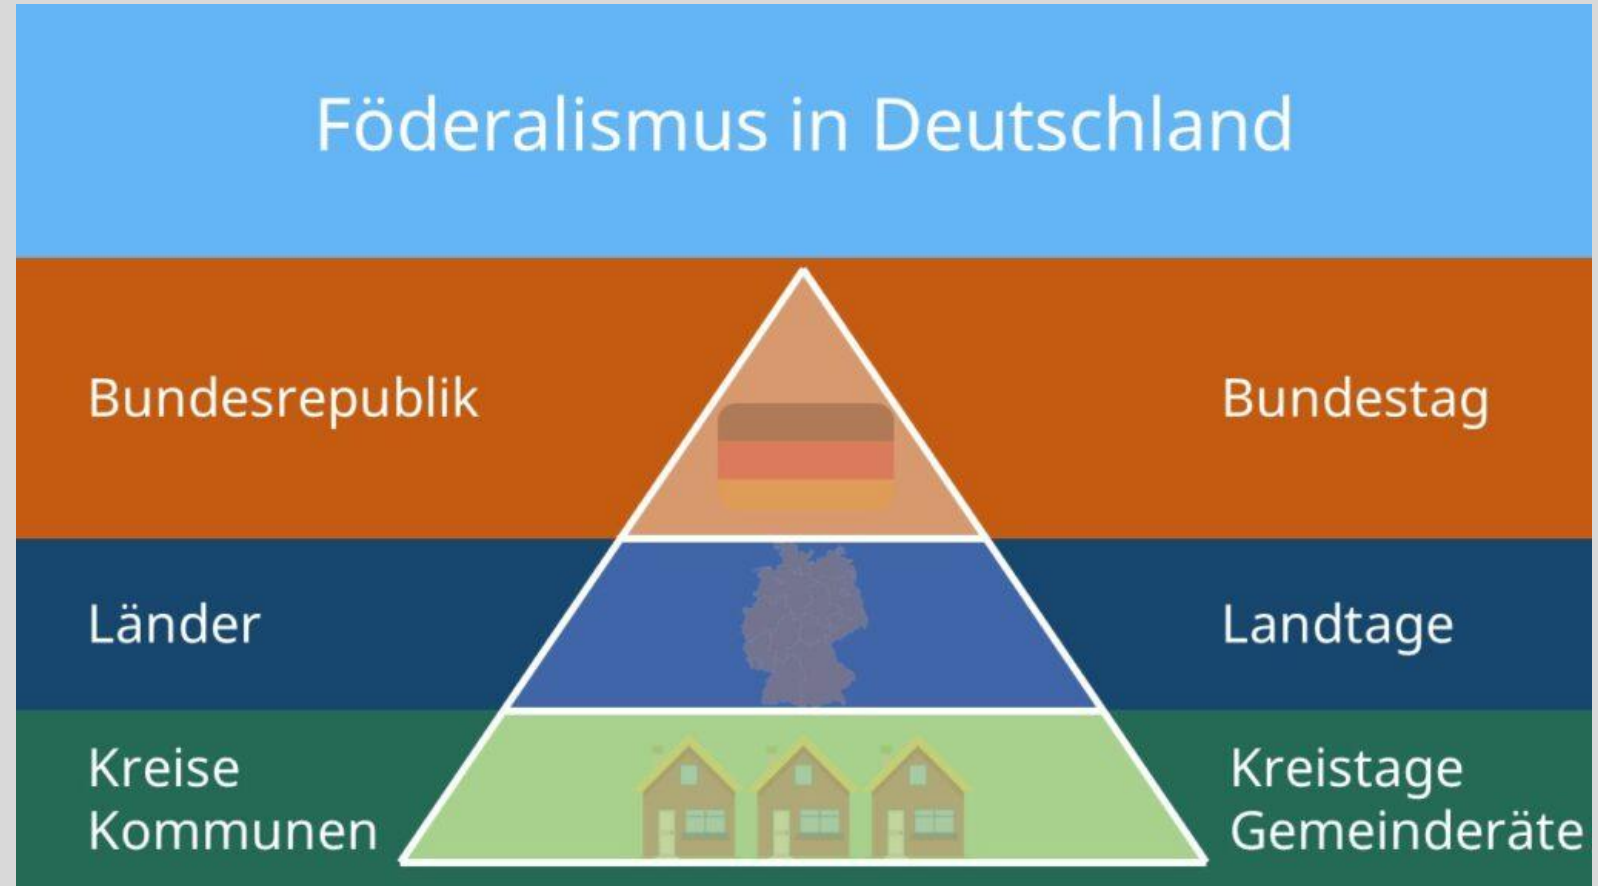 Föderalismus in Deutschland
Bundesrepublik
Bundestag
Länder
Landtage
Kreise
Kommunen
Kreistage
Gemeinderäte